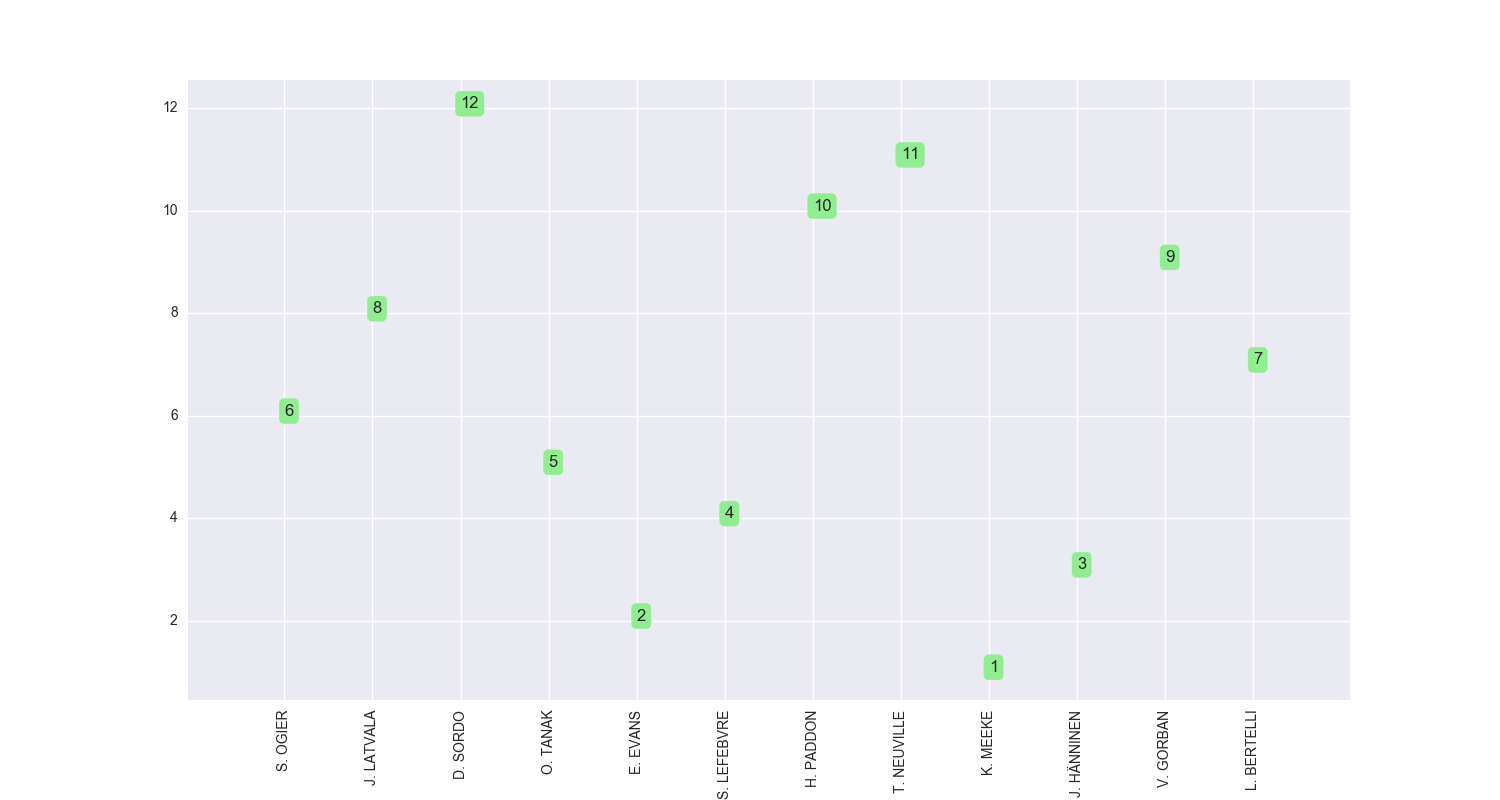 12
10
8
6
4
2
12
11
10
9
8
7
6
5
4
3
2
1
S. OGIER
J. LATVALA
D. SORDO
O. TANAK
E. EVANS
S. LEFEBVRE
H. PADDON
T. NEUVILLE
K. MEEKE
J. HÄNNINEN
V. GORBAN
L. BERTELLI